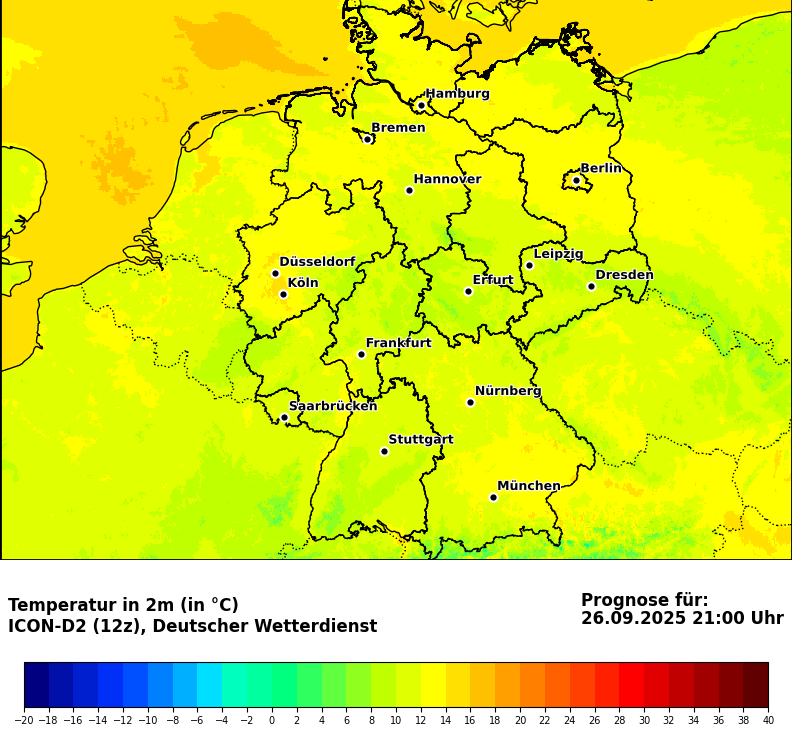 Hamburg
Bremen
Berlin
Hannover
Leipzig
Düsseldorf
Dresden
Köln
Erfurt
Frankfurt
Nürnberg
Saarbrücken
Stuttgart
München
Temperatur in 2m (in °C)
ICON-D2 (12z), Deutscher Wetterdienst
Prognose für:
26.09.2025 21:00 Uhr
−20 −18 −16 −14 −12 −10 −8 −6 −4 −2 0 2 4 6 8 10 12 14 16 18 20 22 24 26 28 30 32 34 36 38 40